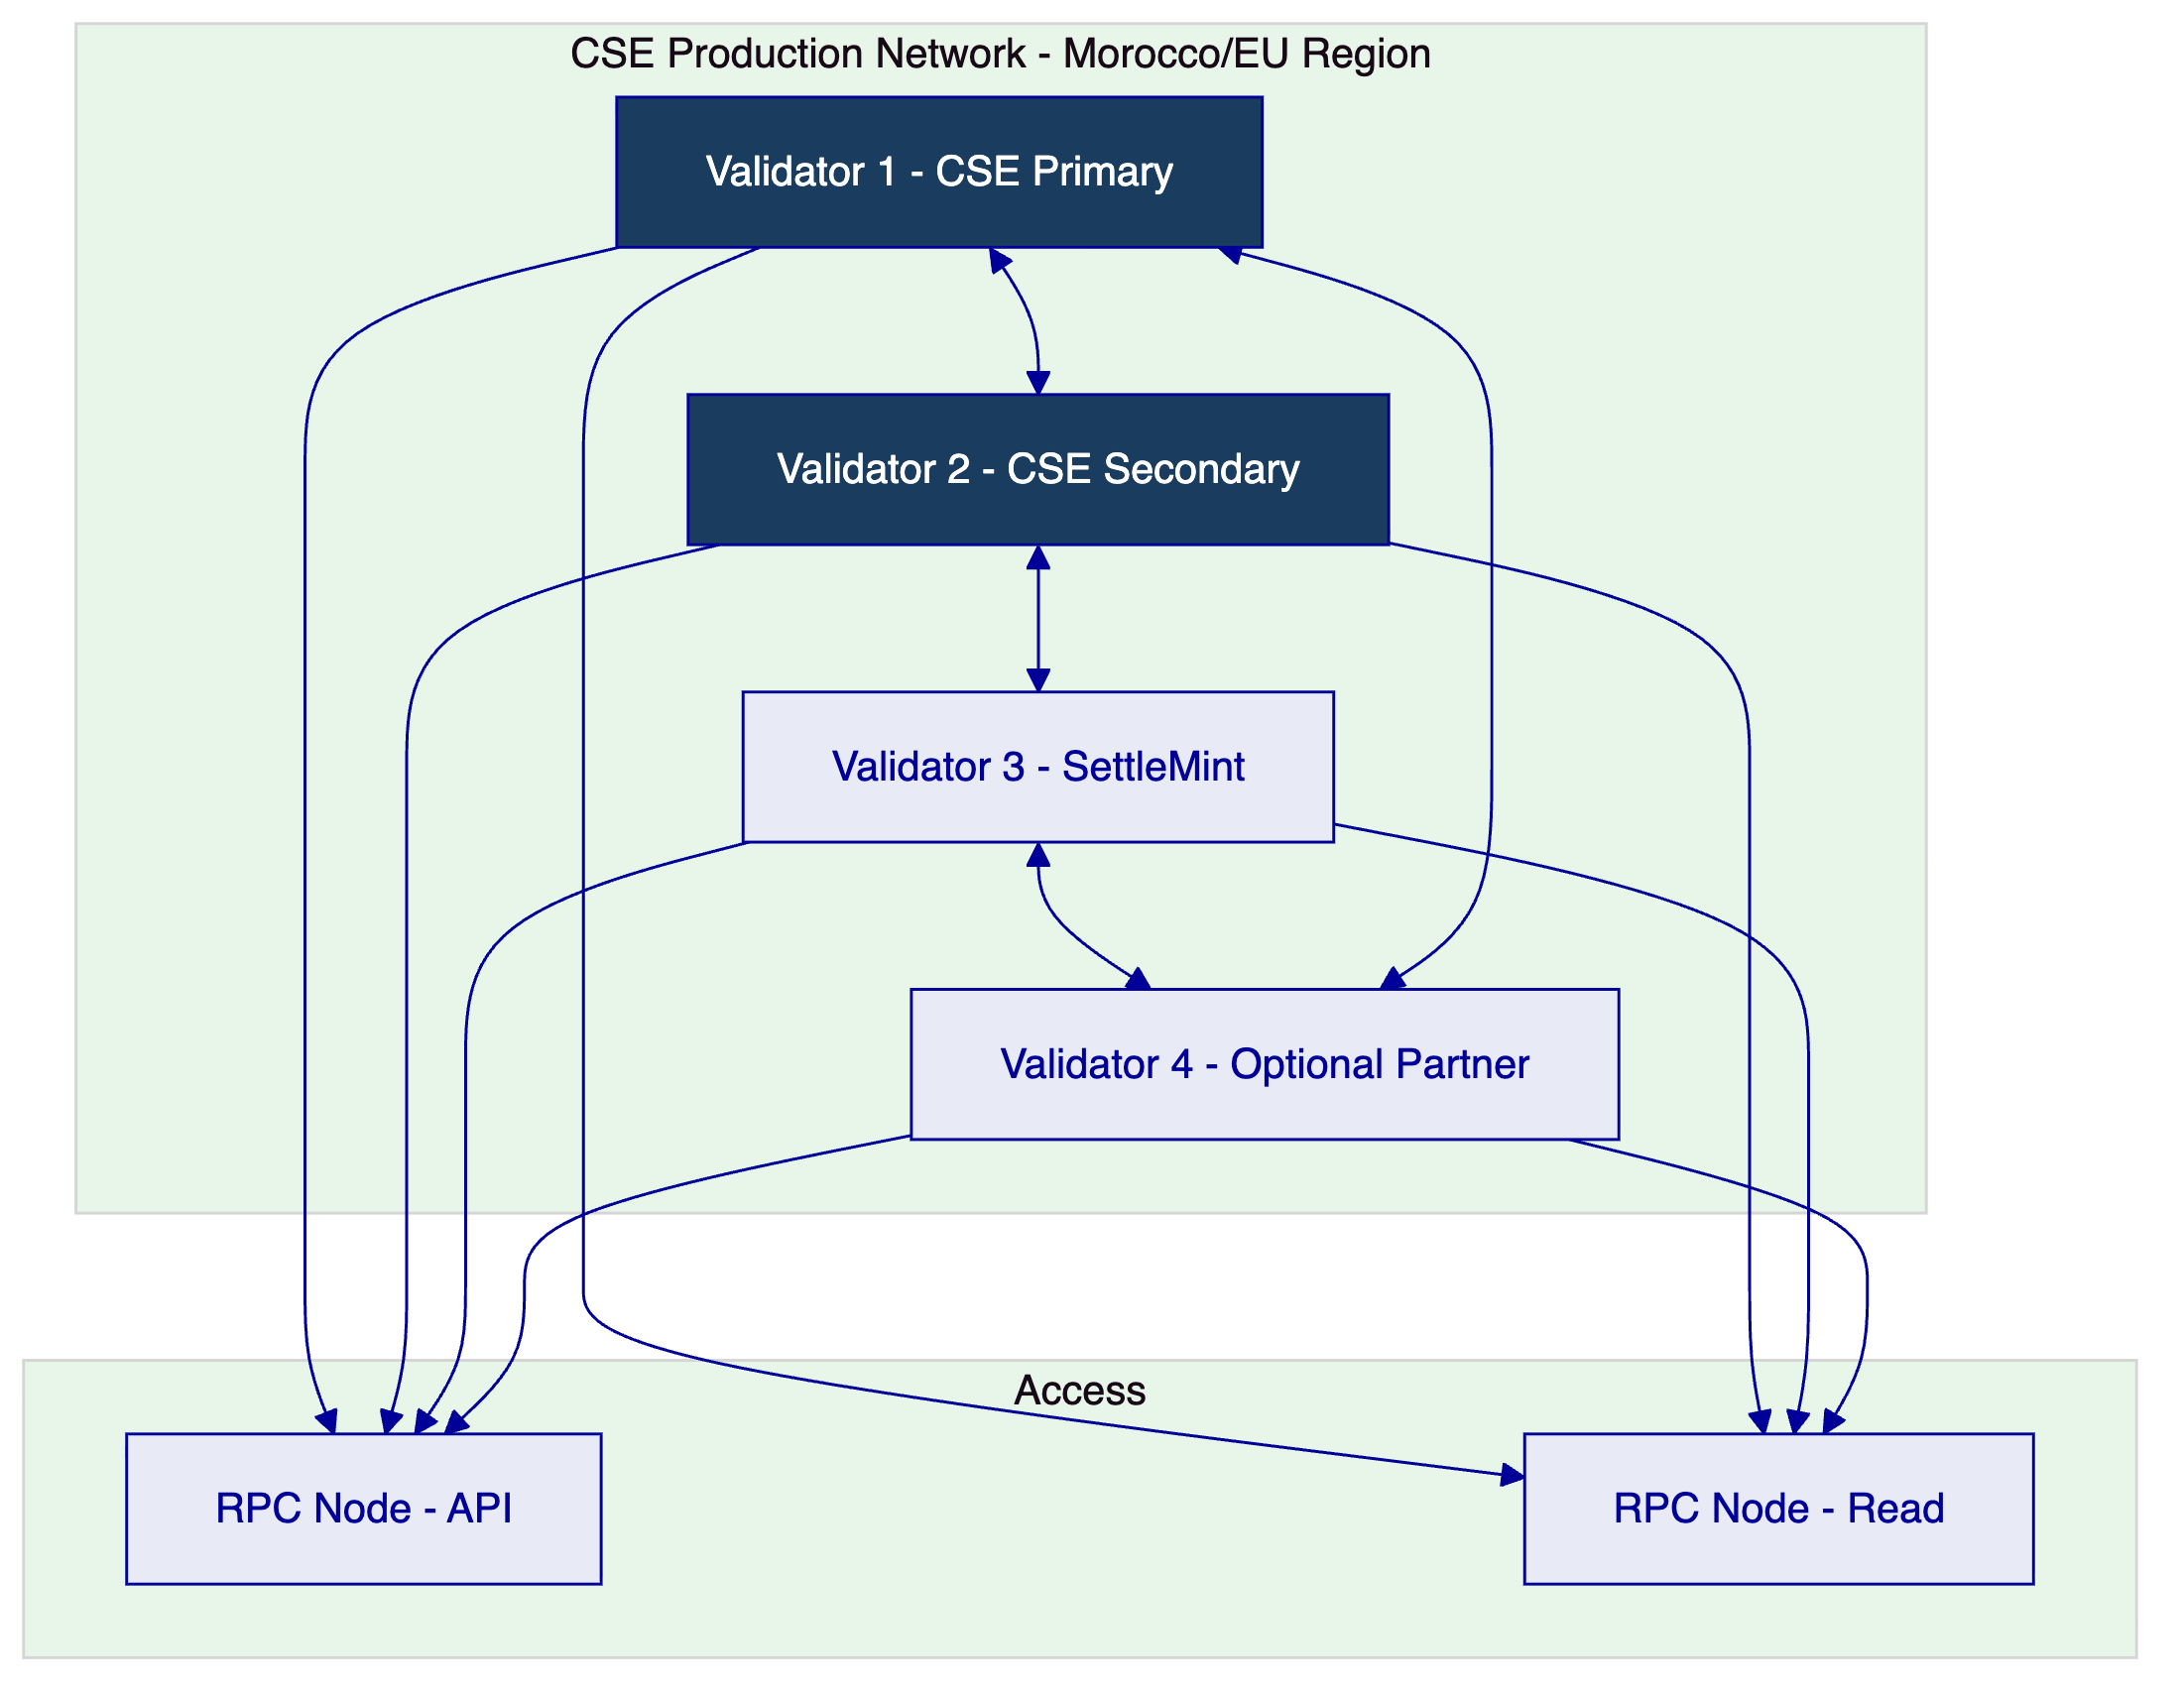 CSE Production Network - Morocco/EU Region
Validator 1 - CSE Primary
Validator 2 - CSE Secondary
Validator 3 - SettleMint
Validator 4 - Optional Partner
Access
RPC Node - API
RPC Node - Read